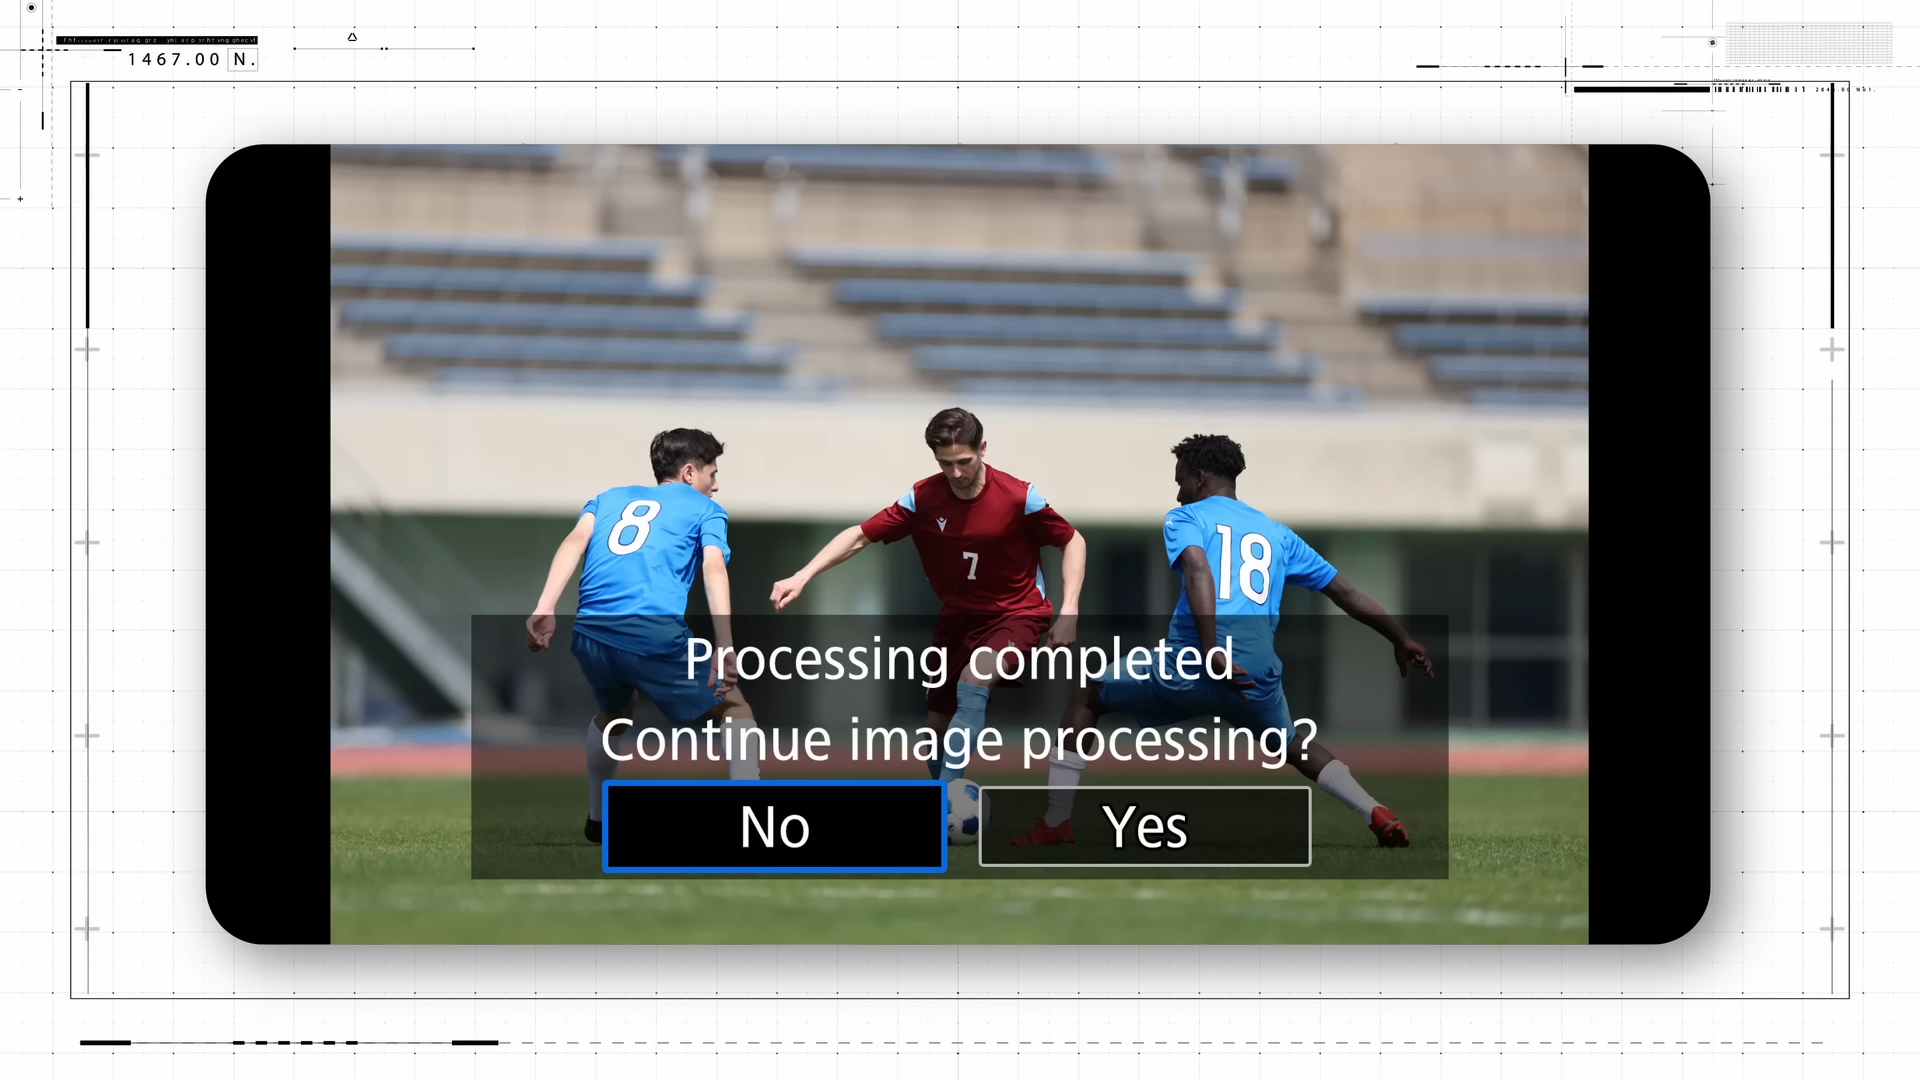 1467.00 N.
8
7
18
Processing completed
Continue image processing?
No
Yes